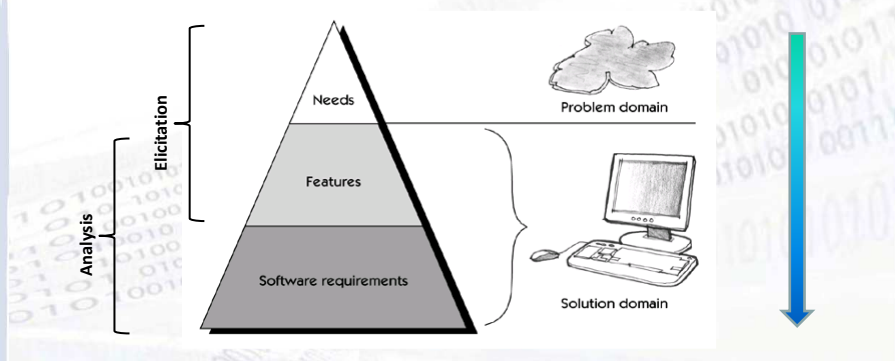 Elicitation
Analysis
Needs
Features
Software requirements
Problem domain
Solution domain